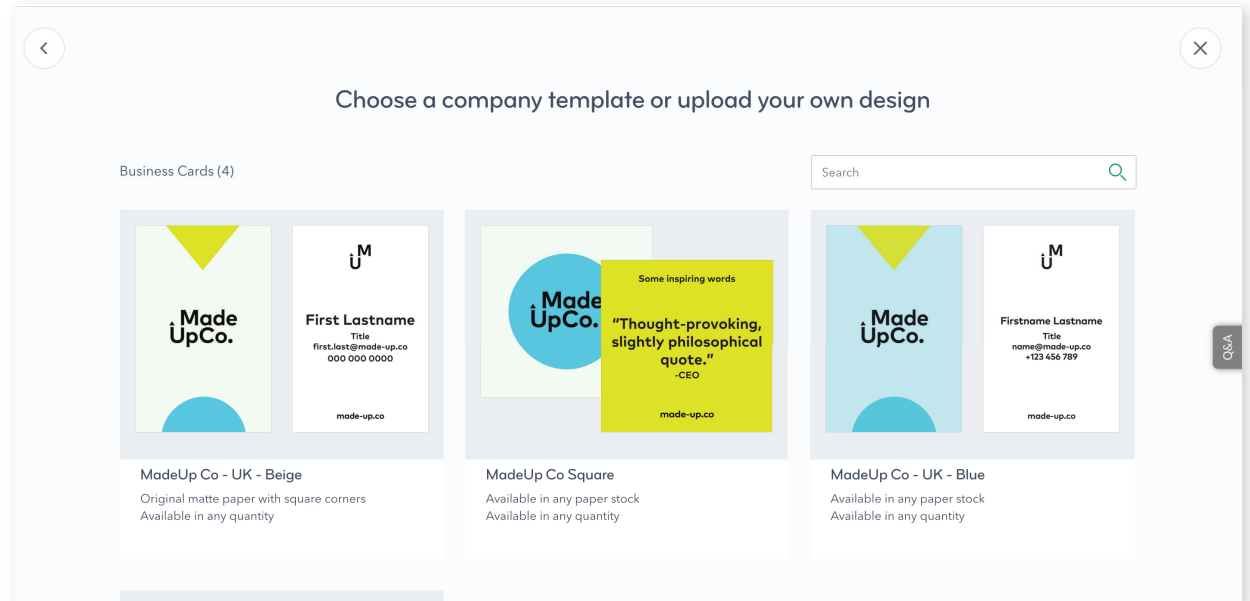 Choose a company template or upload your own design
Business Cards (4)
Search
Made
UpCo.
M
U
First Lastname
Title
first.last@made-up.co
000 000 0000
made-up.co
MadeUp Co - UK - Beige
Original matte paper with square corners
Available in any quantity
Made
UpCo.
Some inspiring words
"Thought-provoking,
slightly philosophical
quote."
-CEO
made-up.co
MadeUp Co Square
Available in any paper stock
Available in any quantity
Made
UpCo.
M
U
Firstname Lastname
Title
name@made-up.co
+123 456 789
made-up.co
MadeUp Co - UK - Blue
Available in any paper stock
Available in any quantity
Q&A